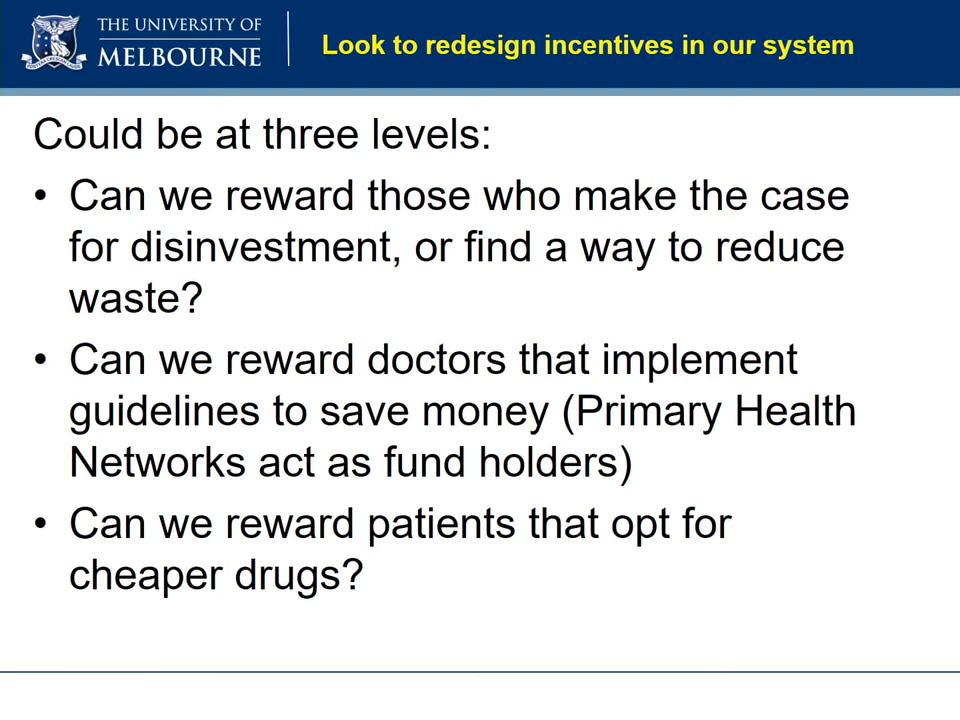 THE UNIVERSITY OF
MELBOURNE
Look to redesign incentives in our system
Could be at three levels:
• Can we reward those who make the case
for disinvestment, or find a way to reduce
waste?
• Can we reward doctors that implement
guidelines to save money (Primary Health
Networks act as fund holders)
• Can we reward patients that opt for
cheaper drugs?